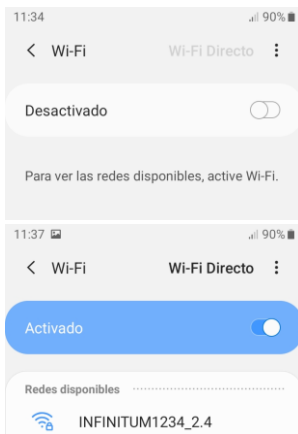 11:34 90%
Wi-Fi Wi-Fi Directo
Desactivado
Para ver las redes disponibles, active Wi-Fi.
11:37 90%
Wi-Fi Wi-Fi Directo
Activado
Redes disponibles
INFINITUM1234_2.4